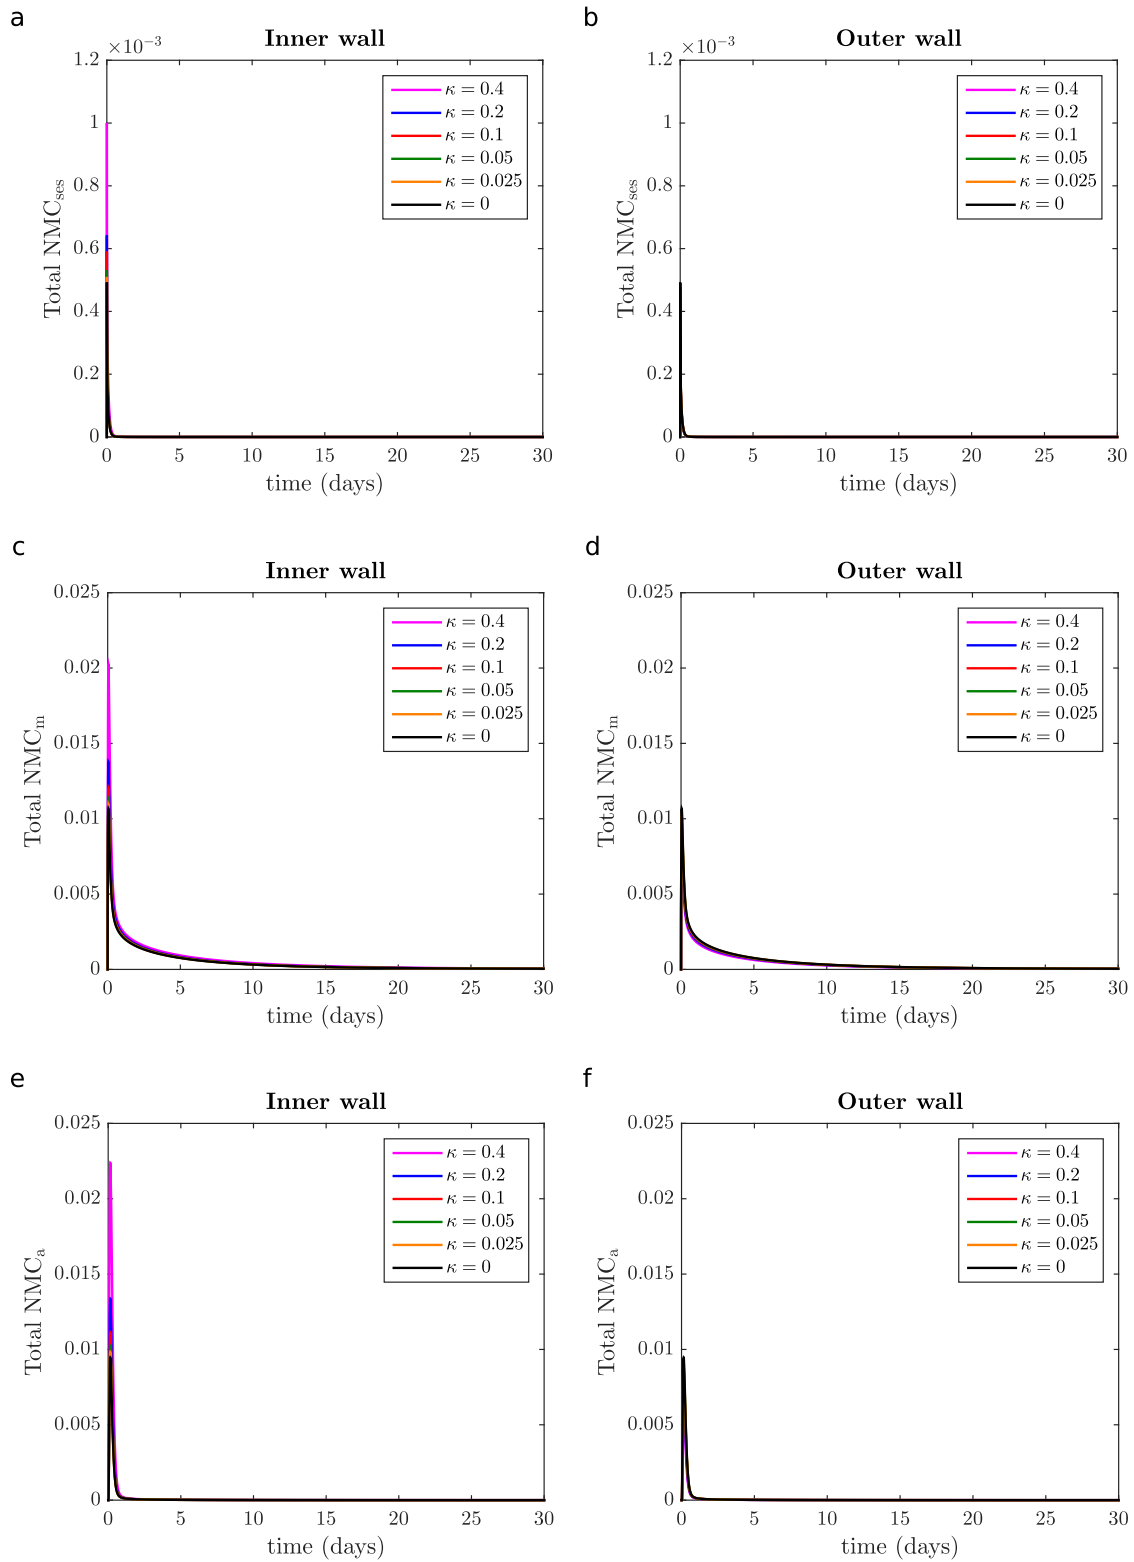 a
Inner wall
×10⁻³
1.2
1
0.8
0.6
0.4
0.2
0
0 5 10 15 20 25 30
time (days)
Total NMC_ses
κ = 0.4
κ = 0.2
κ = 0.1
κ = 0.05
κ = 0.025
κ = 0
b
Outer wall
×10⁻³
1.2
1
0.8
0.6
0.4
0.2
0
0 5 10 15 20 25 30
time (days)
Total NMC_ses
κ = 0.4
κ = 0.2
κ = 0.1
κ = 0.05
κ = 0.025
κ = 0
c
Inner wall
0.025
0.02
0.015
0.01
0.005
0
0 5 10 15 20 25 30
time (days)
Total NMC_m
κ = 0.4
κ = 0.2
κ = 0.1
κ = 0.05
κ = 0.025
κ = 0
d
Outer wall
0.025
0.02
0.015
0.01
0.005
0
0 5 10 15 20 25 30
time (days)
Total NMC_m
κ = 0.4
κ = 0.2
κ = 0.1
κ = 0.05
κ = 0.025
κ = 0
e
Inner wall
0.025
0.02
0.015
0.01
0.005
0
0 5 10 15 20 25 30
time (days)
Total NMC_a
κ = 0.4
κ = 0.2
κ = 0.1
κ = 0.05
κ = 0.025
κ = 0
f
Outer wall
0.025
0.02
0.015
0.01
0.005
0
0 5 10 15 20 25 30
time (days)
Total NMC_a
κ = 0.4
κ = 0.2
κ = 0.1
κ = 0.05
κ = 0.025
κ = 0